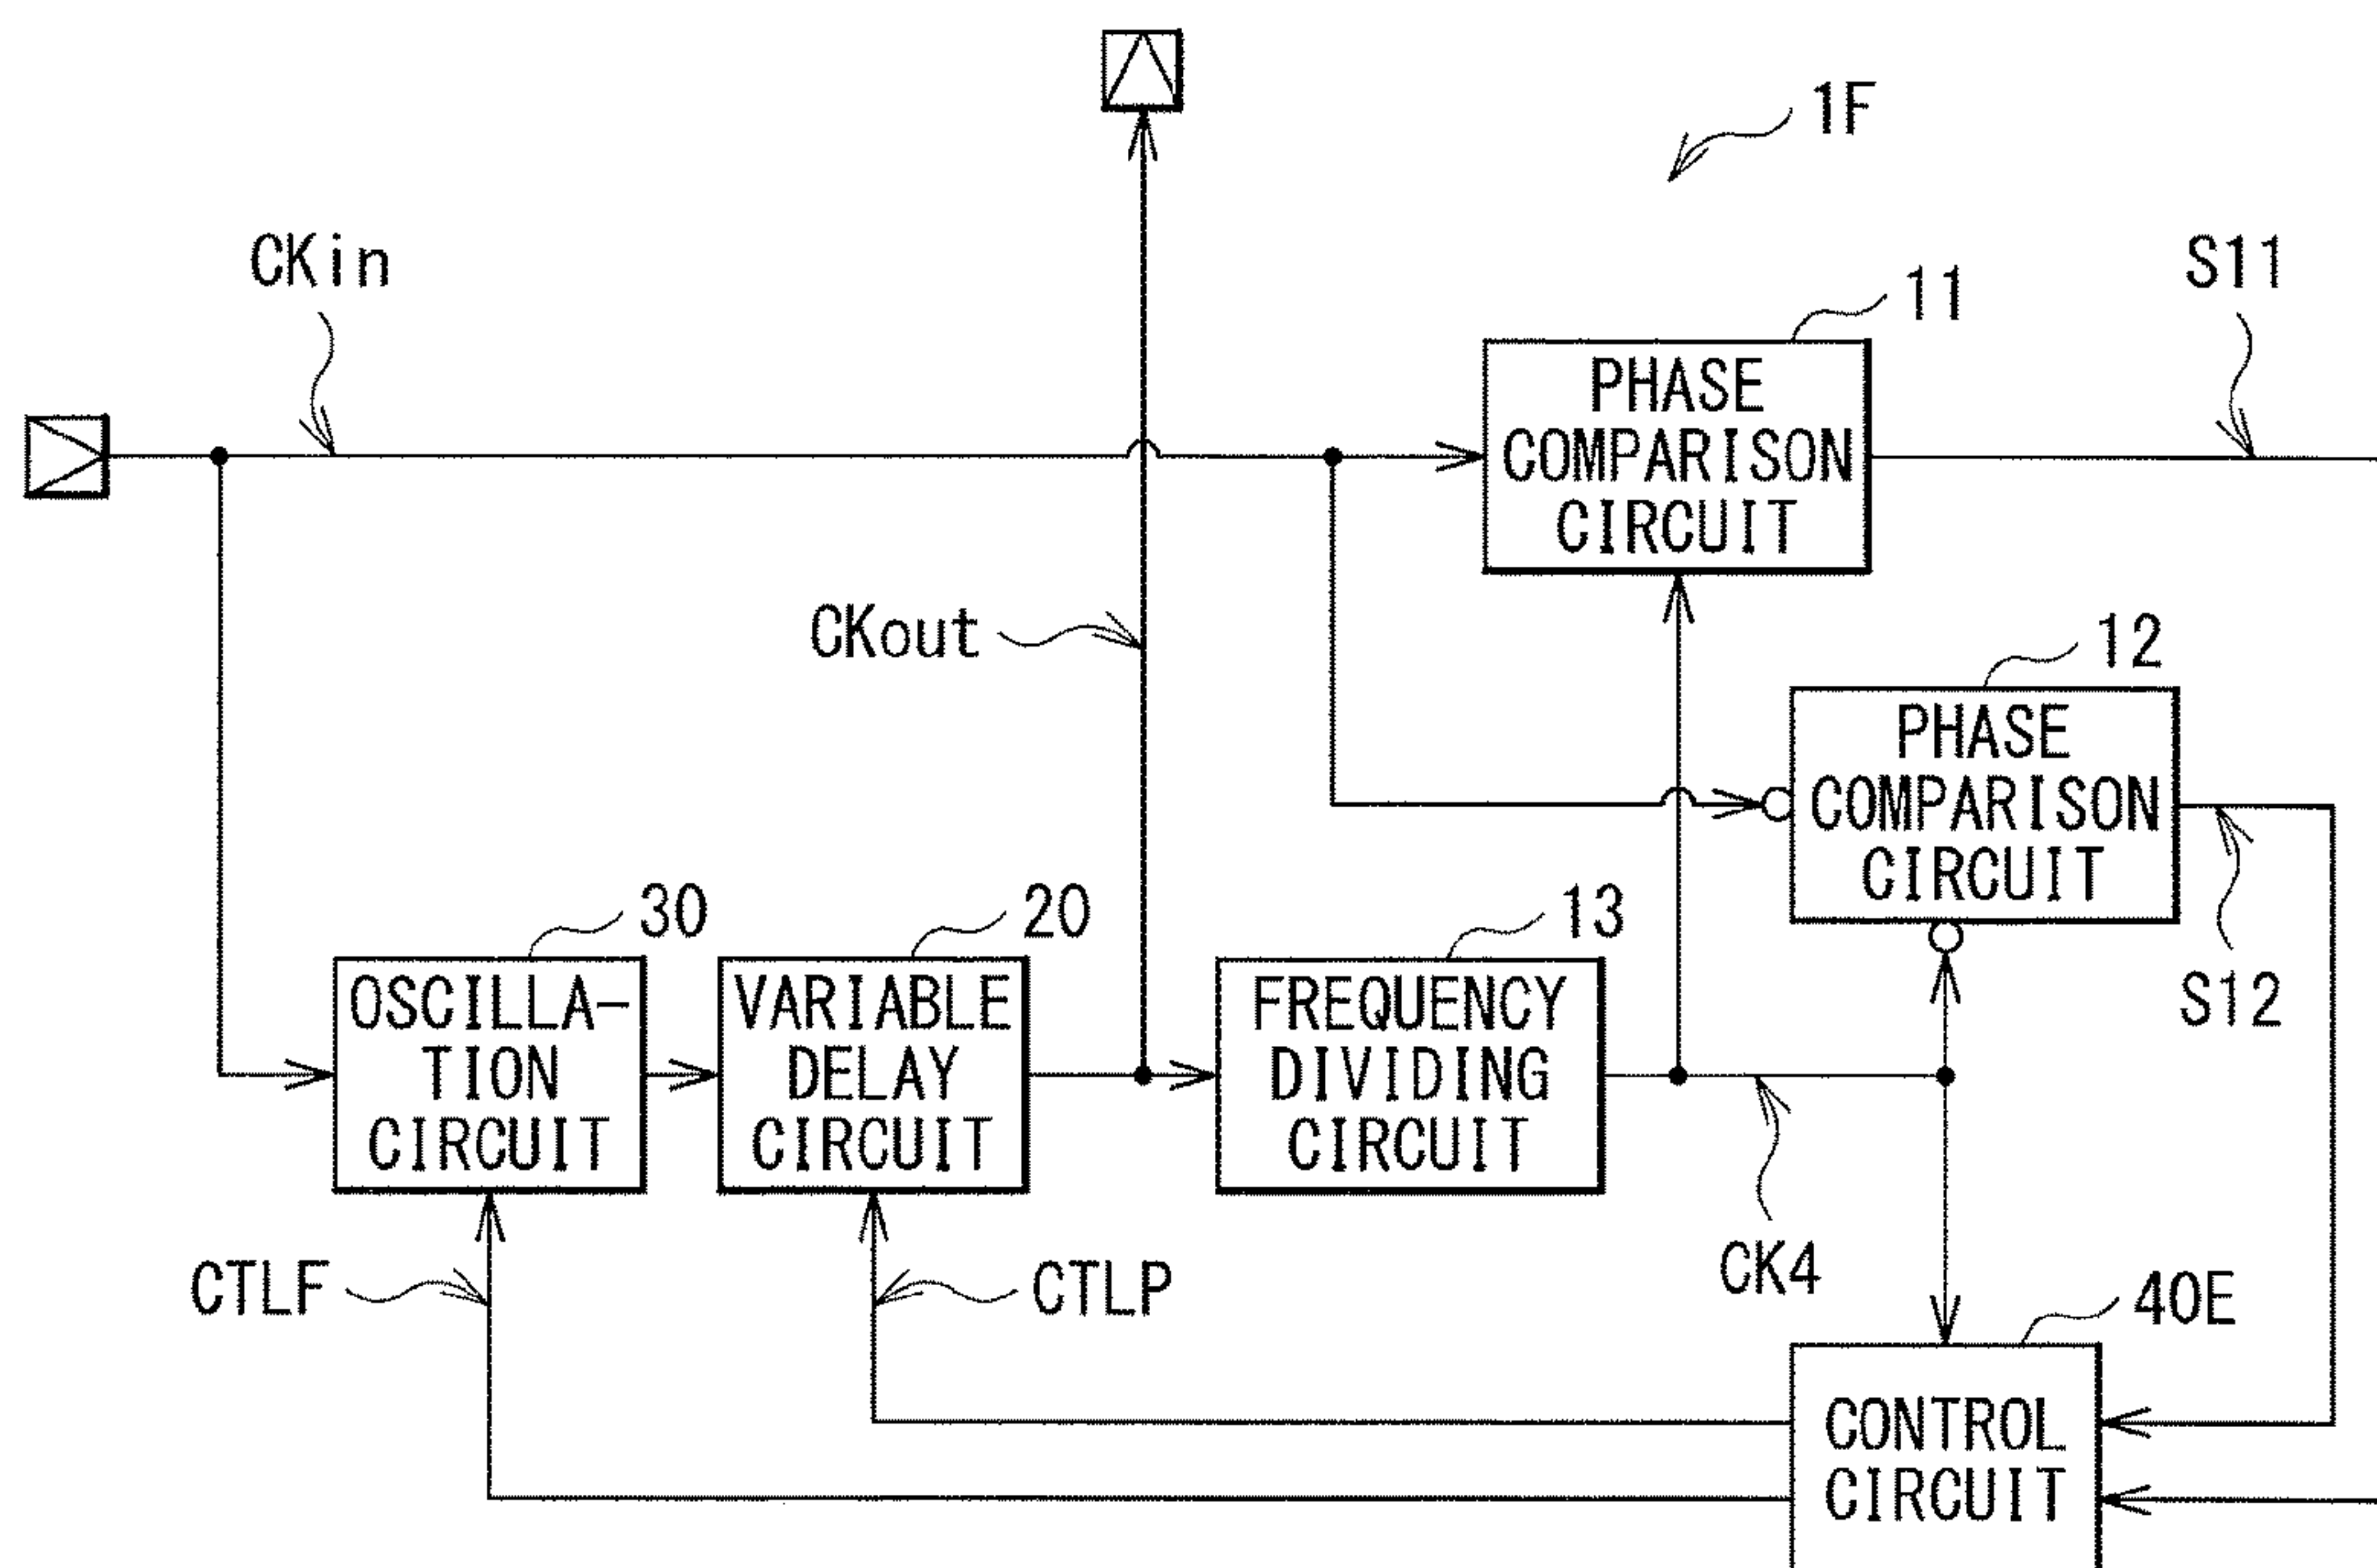 1F
CKin
S11
11
PHASE
COMPARISON
CIRCUIT
CKout
12
PHASE
COMPARISON
CIRCUIT
S12
30
OSCILLA-
TION
CIRCUIT
20
VARIABLE
DELAY
CIRCUIT
13
FREQUENCY
DIVIDING
CIRCUIT
CTLF
CTLP
CK4
40E
CONTROL
CIRCUIT